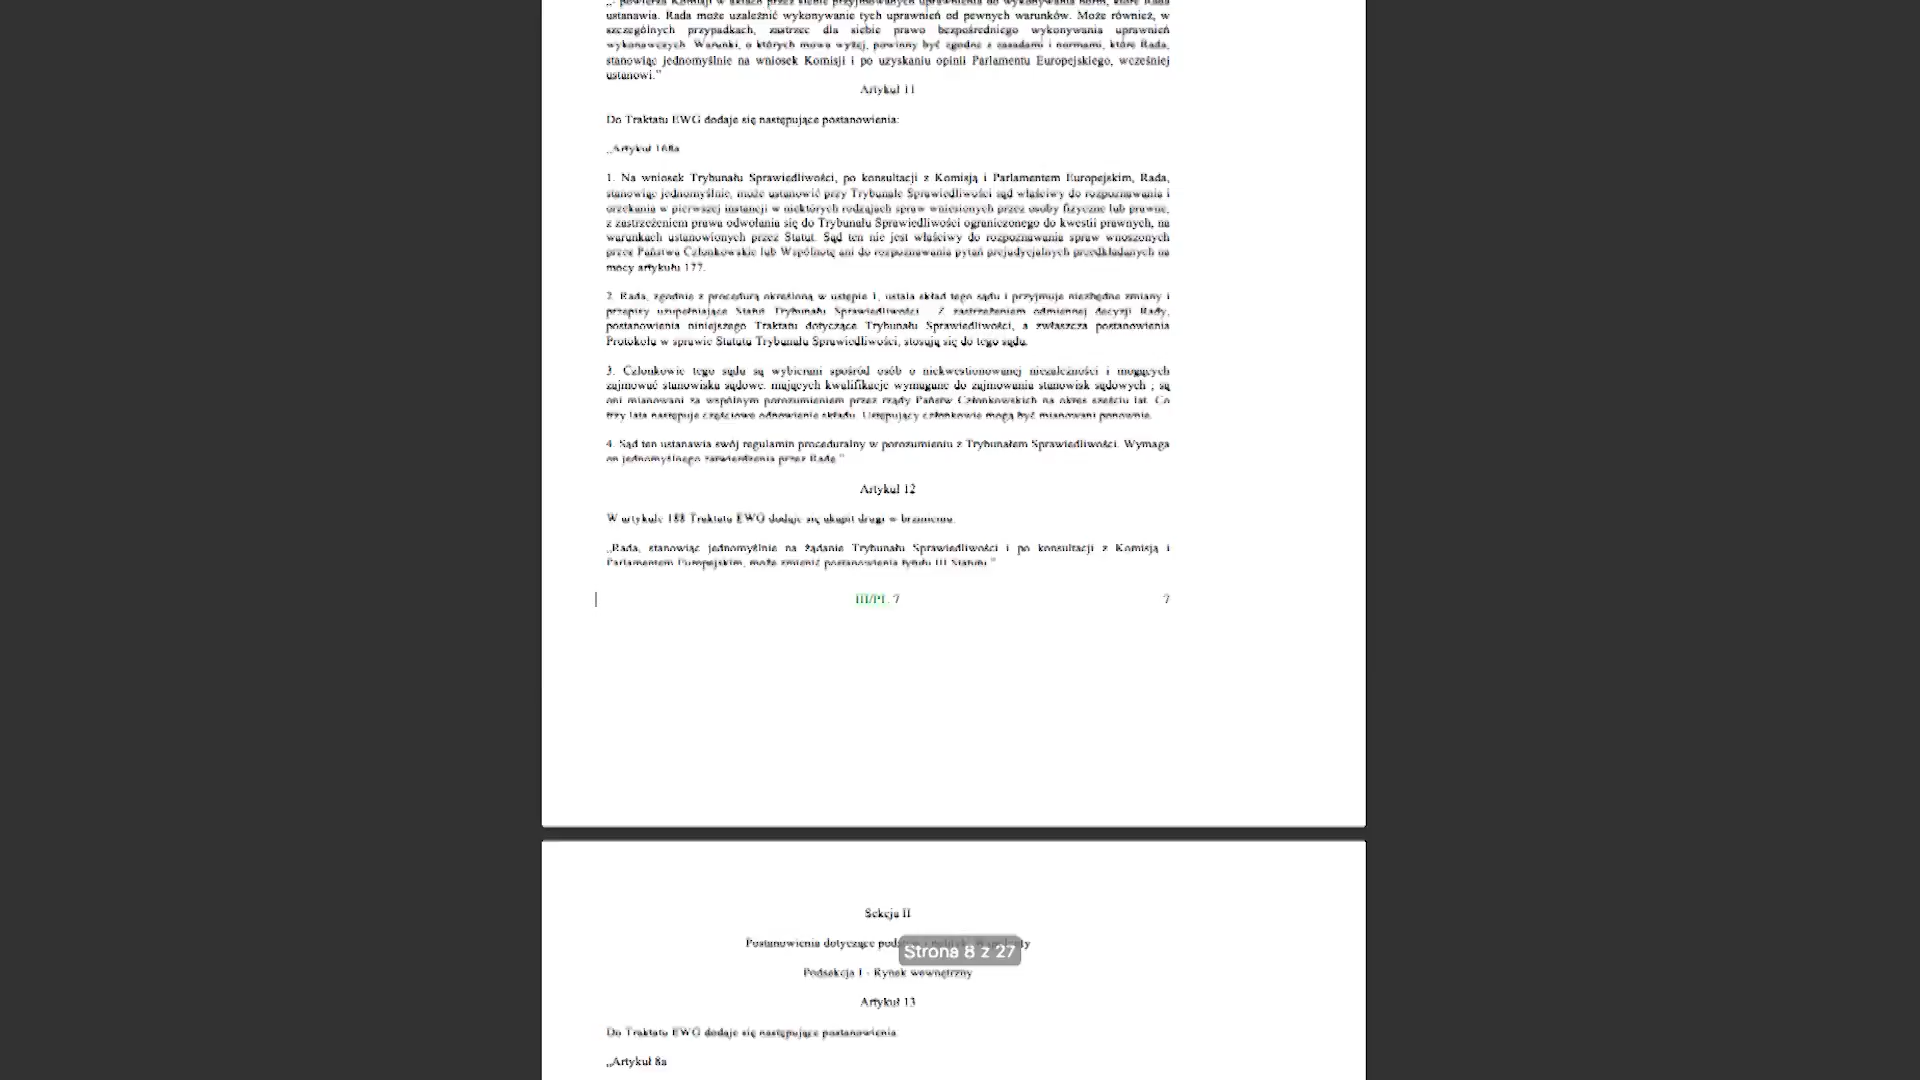 „- powierza Komisji w aktach przez siebie przyjmowanych uprawnienia do wykonywania norm, które Rada
ustanawia. Rada może uzależnić wykonywanie tych uprawnień od pewnych warunków. Może również, w
szczególnych przypadkach, zastrzec dla siebie prawo bezpośredniego wykonywania uprawnień
wykonawczych. Warunki, o których mowa wyżej, powinny być zgodne z zasadami i normami, które Rada,
stanowiąc jednomyślnie na wniosek Komisji i po uzyskaniu opinii Parlamentu Europejskiego, wcześniej
ustanowi.”
Artykuł 11
Do Traktatu EWG dodaje się następujące postanowienia:
„Artykuł 168a
1. Na wniosek Trybunału Sprawiedliwości, po konsultacji z Komisją i Parlamentem Europejskim, Rada,
stanowiąc jednomyślnie, może ustanowić przy Trybunale Sprawiedliwości sąd właściwy do rozpoznawania i
orzekania w pierwszej instancji w niektórych rodzajach spraw wniesionych przez osoby fizyczne lub prawne,
z zastrzeżeniem prawa odwołania się do Trybunału Sprawiedliwości ograniczonego do kwestii prawnych, na
warunkach ustanowionych przez Statut. Sąd ten nie jest właściwy do rozpoznawania spraw wnoszonych
przez Państwa Członkowskie lub Wspólnotę ani do rozpoznawania pytań prejudycjalnych przedkładanych na
mocy artykułu 177.
2. Rada, zgodnie z procedurą określoną w ustępie 1, ustala skład tego sądu i przyjmuje niezbędne zmiany i
przepisy uzupełniające Statut Trybunału Sprawiedliwości. Z zastrzeżeniem odmiennej decyzji Rady,
postanowienia niniejszego Traktatu dotyczące Trybunału Sprawiedliwości, a zwłaszcza postanowienia
Protokołu w sprawie Statutu Trybunału Sprawiedliwości, stosują się do tego sądu.
3. Członkowie tego sądu są wybierani spośród osób o niekwestionowanej niezależności i mogących
zajmować stanowiska sądowe. mających kwalifikacje wymagane do zajmowania stanowisk sądowych ; są
oni mianowani za wspólnym porozumieniem przez rządy Państw Członkowskich na okres sześciu lat. Co
trzy lata następuje częściowe odnowienie składu. Ustępujący członkowie mogą być mianowani ponownie.
4. Sąd ten ustanawia swój regulamin proceduralny w porozumieniu z Trybunałem Sprawiedliwości. Wymaga
on jednomyślnego zatwierdzenia przez Radę.”
Artykuł 12
W artykule 188 Traktatu EWG dodaje się akapit drugi w brzmieniu:
„Rada, stanowiąc jednomyślnie na żądanie Trybunału Sprawiedliwości i po konsultacji z Komisją i
Parlamentem Europejskim, może zmienić postanowienia tytułu III Statutu.”
III/PL 7 7
Sekcja II
Postanowienia dotyczące podstaw i polityk Wspólnoty
Strona 8 z 27
Podsekcja I - Rynek wewnętrzny
Artykuł 13
Do Traktatu EWG dodaje się następujące postanowienia:
„Artykuł 8a